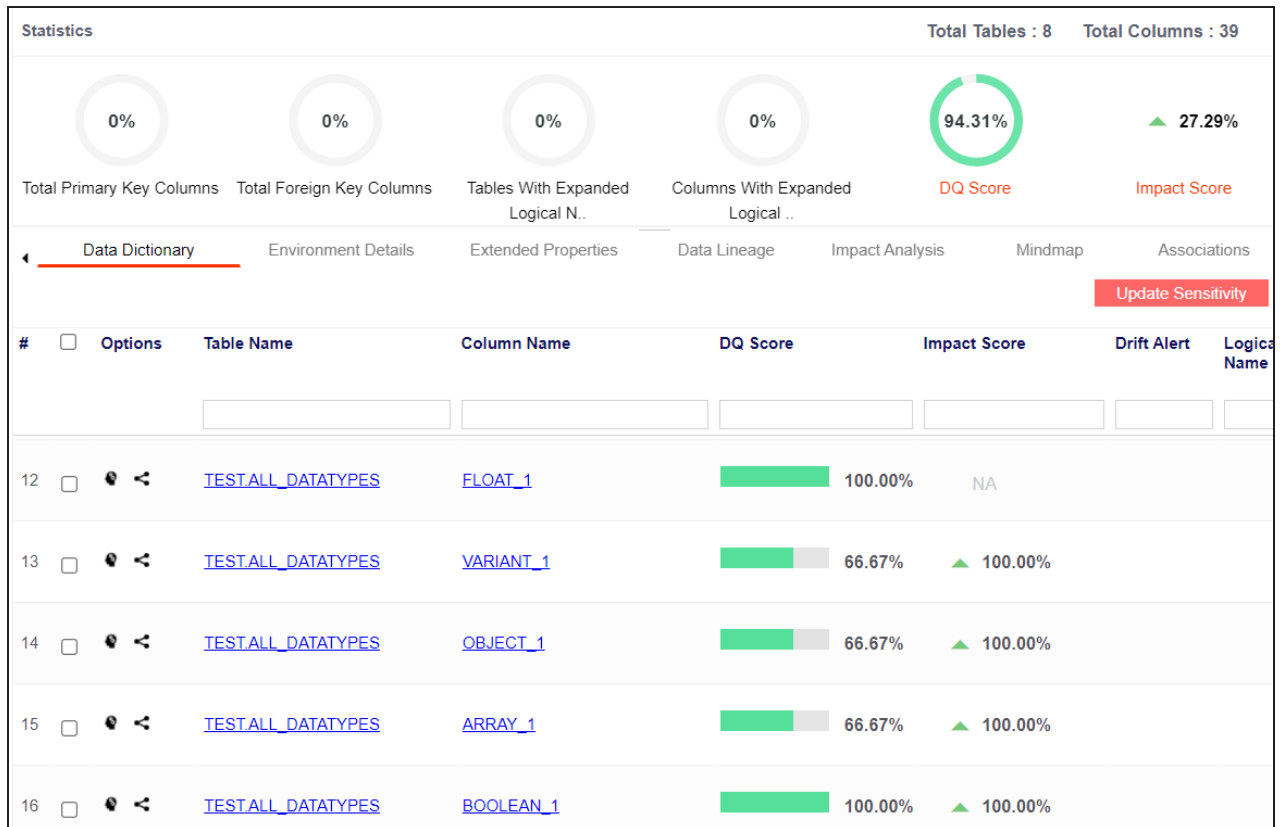 Statistics Total Tables : 8 Total Columns : 39
0% 0% 0% 0% 94.31% 27.29%
Total Primary Key Columns Total Foreign Key Columns Tables With Expanded Columns With Expanded DQ Score Impact Score
Logical N.. Logical ..
Data Dictionary Environment Details Extended Properties Data Lineage Impact Analysis Mindmap Associations
Update Sensitivity
# Options Table Name Column Name DQ Score Impact Score Drift Alert Logica
Name
12 TEST.ALL_DATATYPES FLOAT_1 100.00% NA
13 TEST.ALL_DATATYPES VARIANT_1 66.67% 100.00%
14 TEST.ALL_DATATYPES OBJECT_1 66.67% 100.00%
15 TEST.ALL_DATATYPES ARRAY_1 66.67% 100.00%
16 TEST.ALL_DATATYPES BOOLEAN_1 100.00% 100.00%